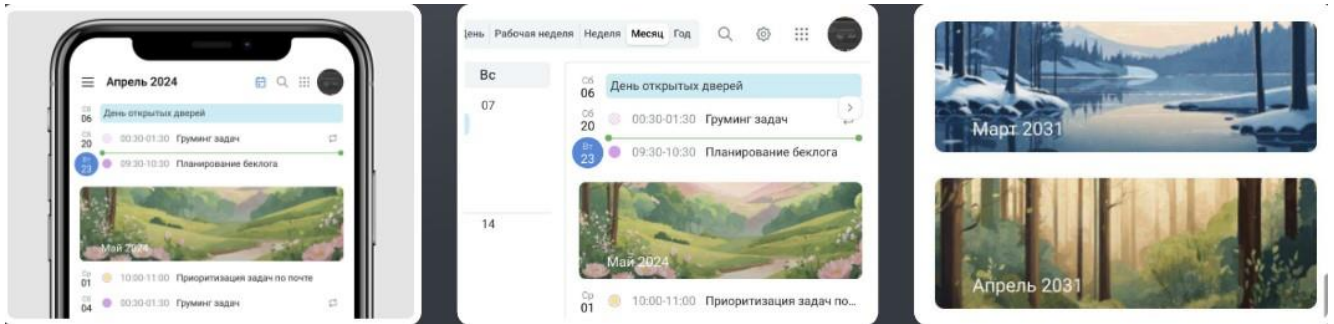 Апрель 2024
Сб
06
День открытых дверей
Сб
20
00:30-01:30 Груминг задач
Вт
23
09:30-10:30 Планирование беклога
Май 2024
Ср
01
10:00-11:00 Приоритизация задач по почте
Сб
04
00:30-01:30 Груминг задач
День Рабочая неделя Неделя Месяц Год
Вс
07
14
Сб
06
День открытых дверей
Сб
20
00:30-01:30 Груминг задач
Вт
23
09:30-10:30 Планирование беклога
Май 2024
Ср
01
10:00-11:00 Приоритизация задач по...
Март 2031
Апрель 2031